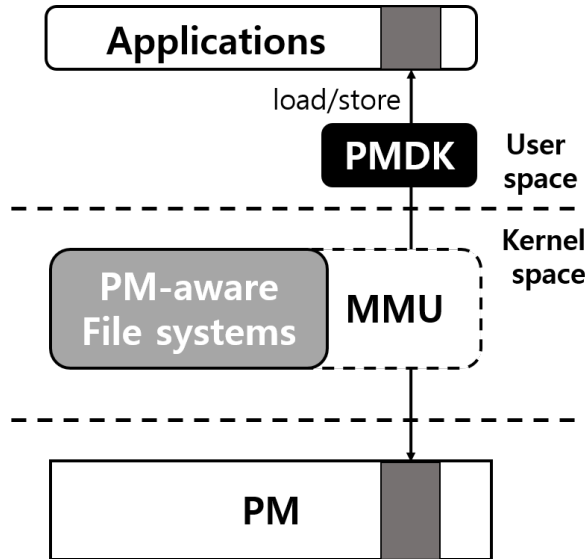 Applications
load/store
PMDK
User
space
Kernel
space
PM-aware
File systems
MMU
PM